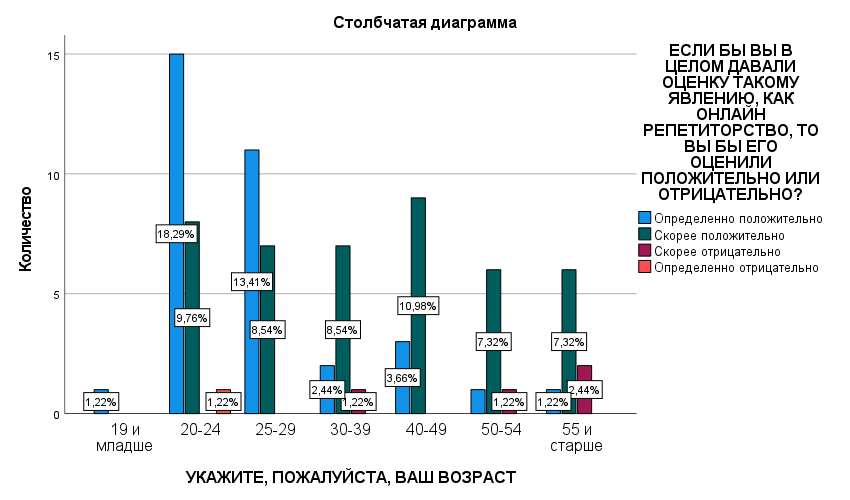 Столбчатая диаграмма
ЕСЛИ БЫ ВЫ В
ЦЕЛОМ ДАВАЛИ
ОЦЕНКУ ТАКОМУ
ЯВЛЕНИЮ, КАК
ОНЛАЙН
РЕПЕТИТОРСТВО, ТО
ВЫ БЫ ЕГО
ОЦЕНИЛИ
ПОЛОЖИТЕЛЬНО ИЛИ
ОТРИЦАТЕЛЬНО?
Определенно положительно
Скорее положительно
Скорее отрицательно
Определенно отрицательно
Количество
15
10
5
0
1,22%
18,29%
9,76%
1,22%
13,41%
8,54%
2,44%
8,54%
1,22%
3,66%
10,98%
7,32%
1,22%
1,22%
7,32%
2,44%
19 и
младше
20-24
25-29
30-39
40-49
50-54
55 и
старше
УКАЖИТЕ, ПОЖАЛУЙСТА, ВАШ ВОЗРАСТ